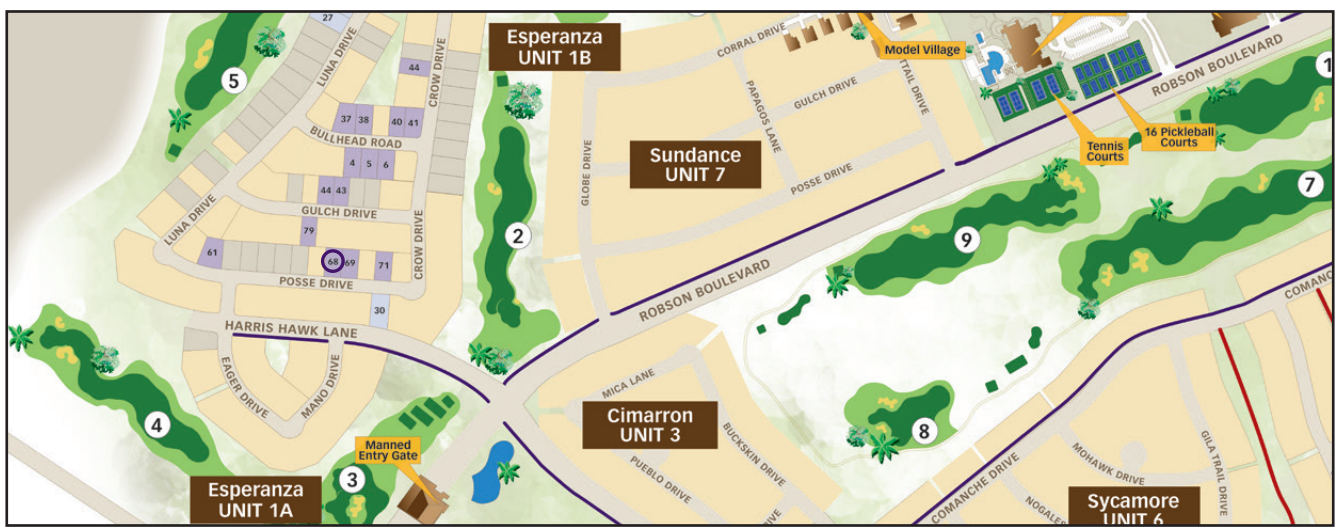 27
LUNA DRIVE
CROW DRIVE
5
44
37
38
40
41
BULLHEAD ROAD
4
5
6
44
43
GULCH DRIVE
LUNA DRIVE
79
61
68
69
71
CROW DRIVE
POSSE DRIVE
30
HARRIS HAWK LANE
EAGER DRIVE
MANO DRIVE
4
Esperanza
UNIT 1B
2
Manned
Entry Gate
3
Esperanza
UNIT 1A
CORRAL DRIVE
PAPAGOS LANE
GULCH DRIVE
GLOBE DRIVE
Sundance
UNIT 7
POSSE DRIVE
Model Village
ROBSON BOULEVARD
Tennis
Courts
16 Pickleball
Courts
1
7
9
ROBSON BOULEVARD
MICA LANE
Cimarron
UNIT 3
BUCKSKIN DRIVE
PUEBLO DRIVE
8
COMANCHE DRIVE
MOHAWK DRIVE
GILA TRAIL DRIVE
Sycamore
UNIT 6